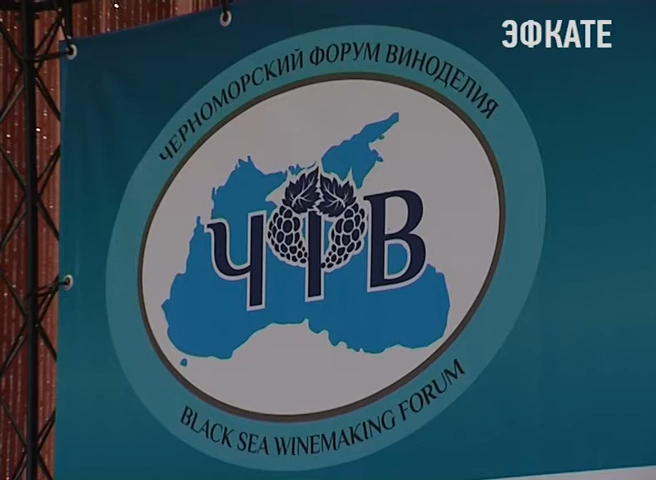 ЭФКАТЕ
ЧЕРНОМОРСКИЙ ФОРУМ ВИНОДЕЛИЯ
ЧФВ
BLACK SEA WINEMAKING FORUM